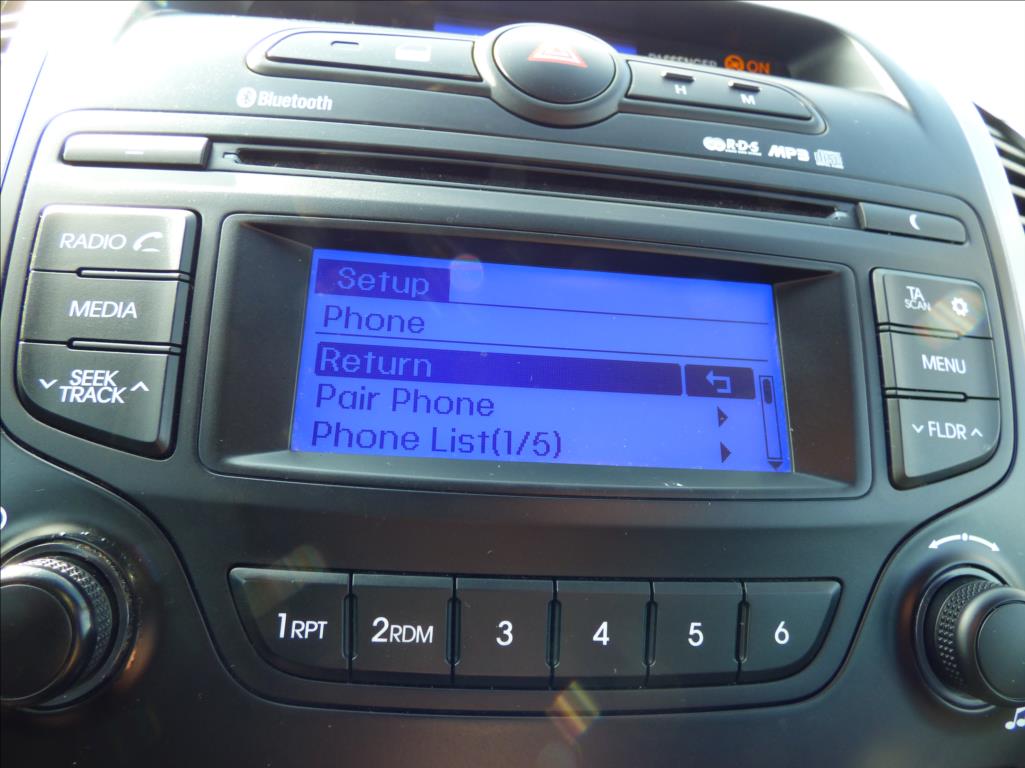 PASSENGER ON
H M
Bluetooth
R·D·S MP3
RADIO
MEDIA
SEEK
TRACK
Setup
Phone
Return
Pair Phone
Phone List(1/5)
TA
SCAN
MENU
FLDR
1RPT 2RDM 3 4 5 6